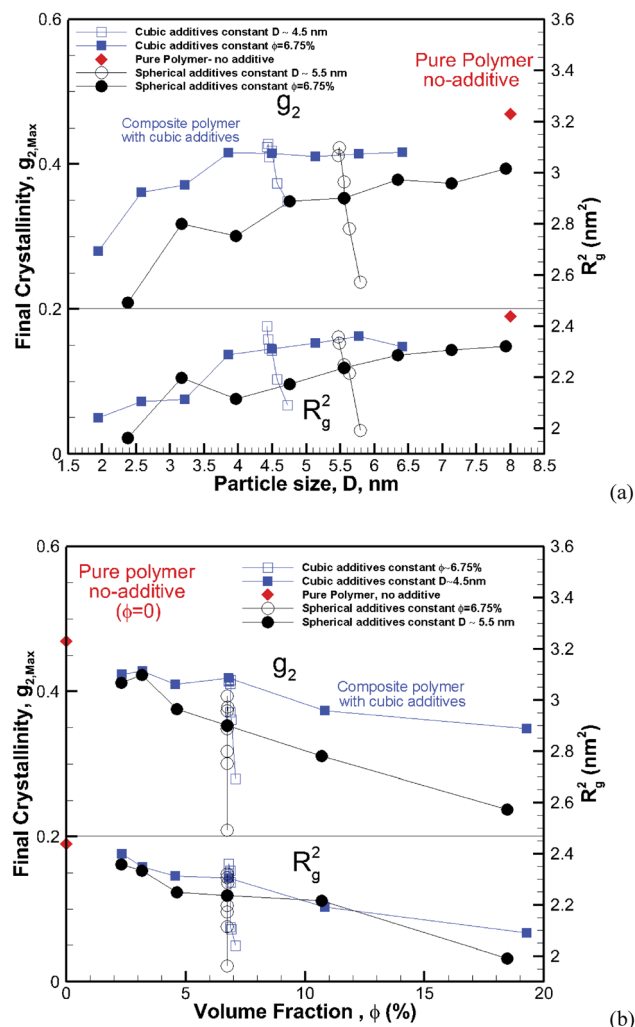 0.6
0.4
0.2
0
Final Crystallinity, g2,Max
Cubic additives constant D~ 4.5 nm
Cubic additives constant ϕ=6.75%
Pure Polymer- no additive
Spherical additives constant D~ 5.5 nm
Spherical additives constant ϕ=6.75%
g2
Composite polymer
with cubic additives
Pure Polymer
no-additive
Rg2
3.6
3.4
3.2
3
2.8
2.6
2.4
2.2
2
Rg2 (nm2)
1.5 2 2.5 3 3.5 4 4.5 5 5.5 6 6.5 7 7.5 8 8.5
Particle size, D, nm
(a)
0.6
0.4
0.2
0
Final Crystallinity, g2,Max
Pure polymer
no-additive
(ϕ=0)
Cubic additives constant ϕ~6.75%
Cubic additives constant D~4.5nm
Pure Polymer, no additive
Spherical additives constant ϕ=6.75%
Spherical additives constant D ~ 5.5 nm
g2
Composite polymer
with cubic additives
Rg2
3.6
3.4
3.2
3
2.8
2.6
2.4
2.2
2
Rg2 (nm2)
0 5 10 15 20
Volume Fraction , ϕ (%)
(b)